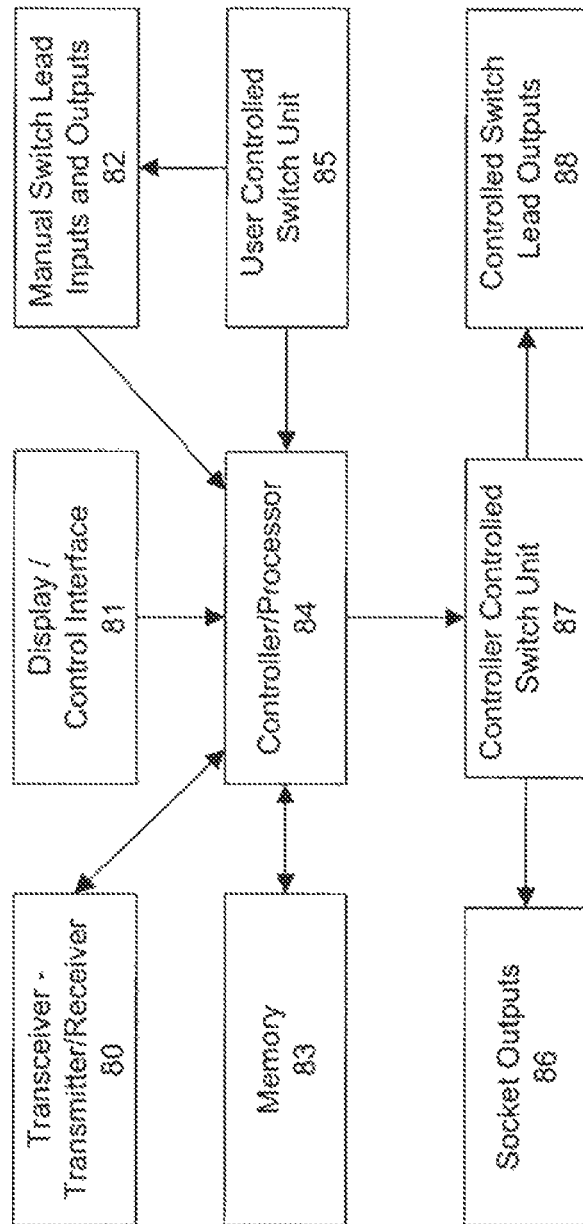 Transceiver -
Transmitter/Receiver
80
Display /
Control Interface
81
Manual Switch Lead
Inputs and Outputs
82
Memory
83
Controller/Processor
84
User Controlled
Switch Unit
85
Socket Outputs
86
Controller Controlled
Switch Unit
87
Controlled Switch
Lead Outputs
88